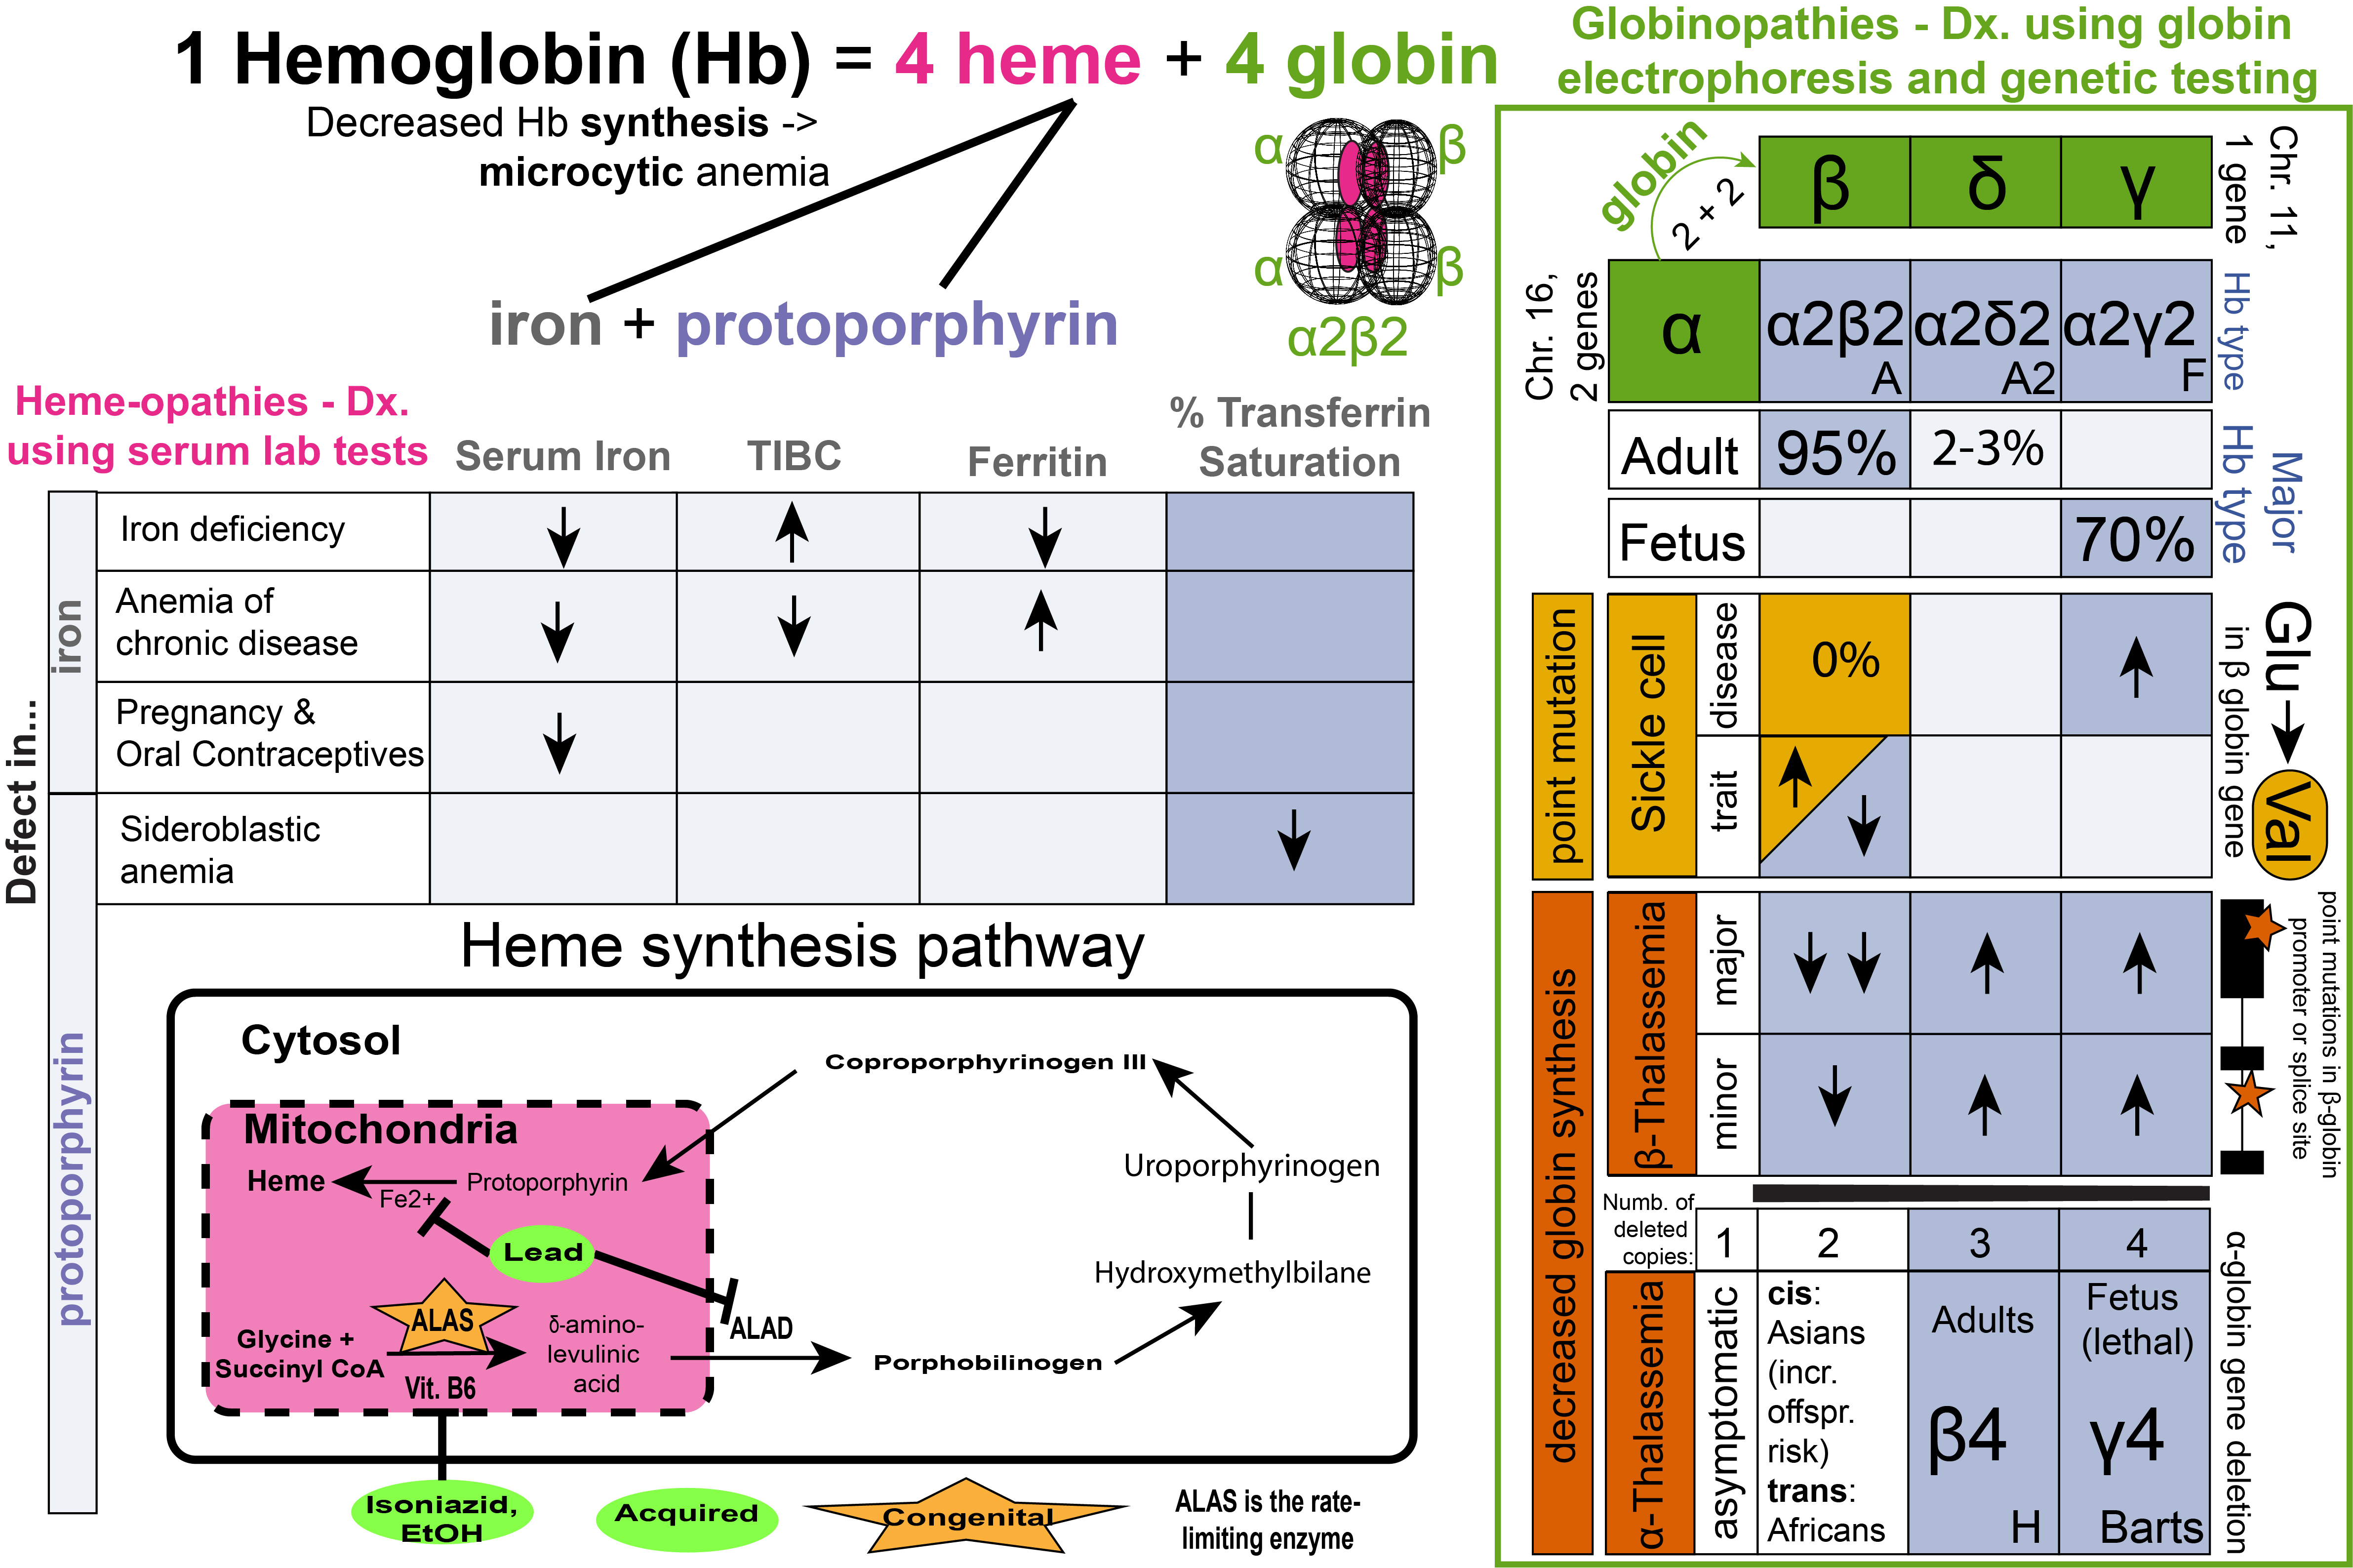 1 Hemoglobin (Hb) = 4 heme + 4 globin
Decreased Hb synthesis ->
microcytic anemia
iron + protoporphyrin
α
β
α
β
α2β2
Heme-opathies - Dx.
using serum lab tests
Serum Iron
TIBC
Ferritin
% Transferrin
Saturation
Defect in...
iron
Iron deficiency
↓ ↑ ↓
Anemia of
chronic disease
↓ ↓ ↑
Pregnancy &
Oral Contraceptives
↓
protoporphyrin
Sideroblastic
anemia
↓
Heme synthesis pathway
Cytosol
Coproporphyrinogen III
Mitochondria
Heme
Fe2+
Protoporphyrin
Uroporphyrinogen
Lead
Hydroxymethylbilane
ALAS
Glycine +
Succinyl CoA
Vit. B6
δ-amino-
levulinic
acid
ALAD
Porphobilinogen
Isoniazid,
EtOH
Acquired
Congenital
ALAS is the rate-
limiting enzyme
Globinopathies - Dx. using globin
electrophoresis and genetic testing
globin
2 + 2
β δ γ
Chr. 11,
1 gene
Chr. 16,
2 genes
α
α2β2
A
α2δ2
A2
α2γ2
F
Hb type
Adult
95%
2-3%
Fetus
70%
Major
Hb type
point mutation
Sickle cell
disease
0%
↑
trait
↑ ↓
Glu→Val
in β globin gene
decreased globin synthesis
β-Thalassemia
major
↓↓ ↑ ↑
minor
↓ ↑ ↑
point mutations in β-globin
promoter or splice site
Numb. of
deleted
copies:
1 2 3 4
α-Thalassemia
asymptomatic
cis:
Asians
(incr.
offspr.
risk)
trans:
Africans
Adults
β4
H
Fetus
(lethal)
γ4
Barts
α-globin gene deletion